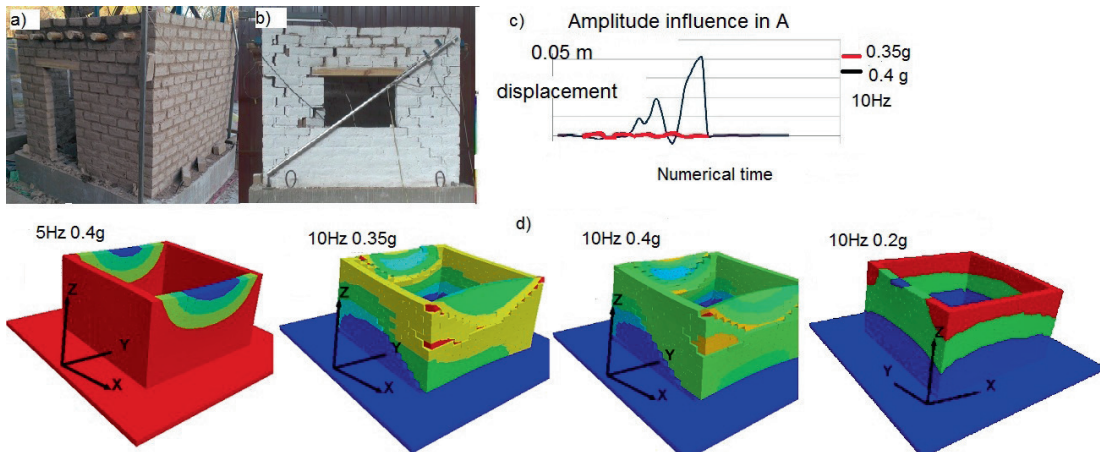 a)
b)
c)
Amplitude influence in A
0.05 m
0.35g
0.4 g
displacement
10Hz
Numerical time
d)
5Hz 0.4g
10Hz 0.35g
10Hz 0.4g
10Hz 0.2g
Z
Y
X
Z
Y
X
Z
Y
X
Z
Y
X